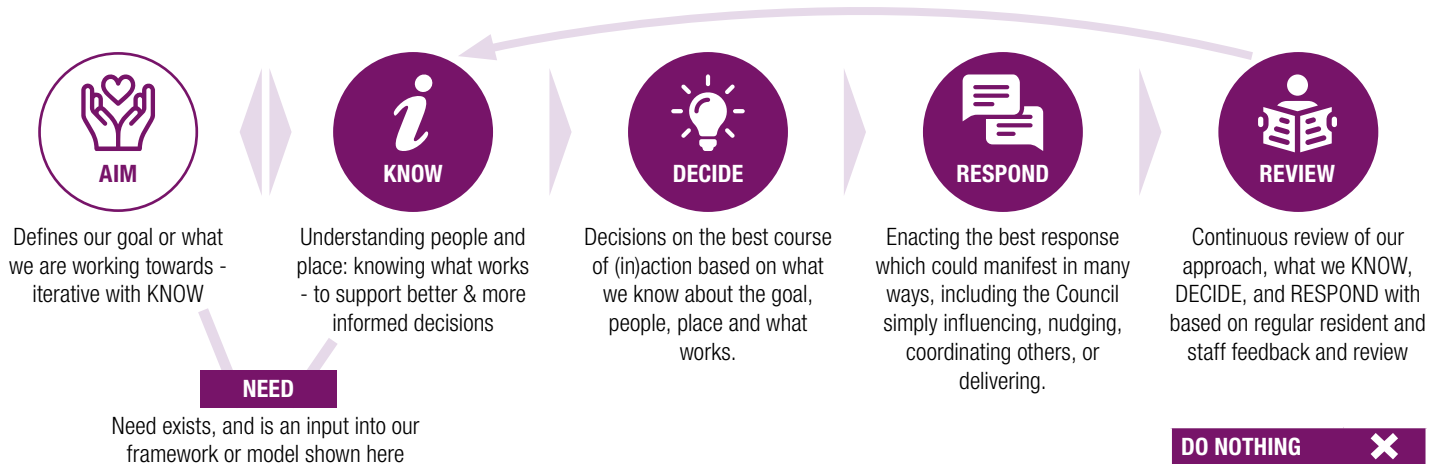 AIM
Defines our goal or what
we are working towards -
iterative with KNOW
KNOW
Understanding people and
place: knowing what works
- to support better & more
informed decisions
DECIDE
Decisions on the best course
of (in)action based on what
we know about the goal,
people, place and what
works.
RESPOND
Enacting the best response
which could manifest in many
ways, including the Council
simply influencing, nudging,
coordinating others, or
delivering.
REVIEW
Continuous review of our
approach, what we KNOW,
DECIDE, and RESPOND with
based on regular resident and
staff feedback and review
NEED
Need exists, and is an input into our
framework or model shown here
DO NOTHING